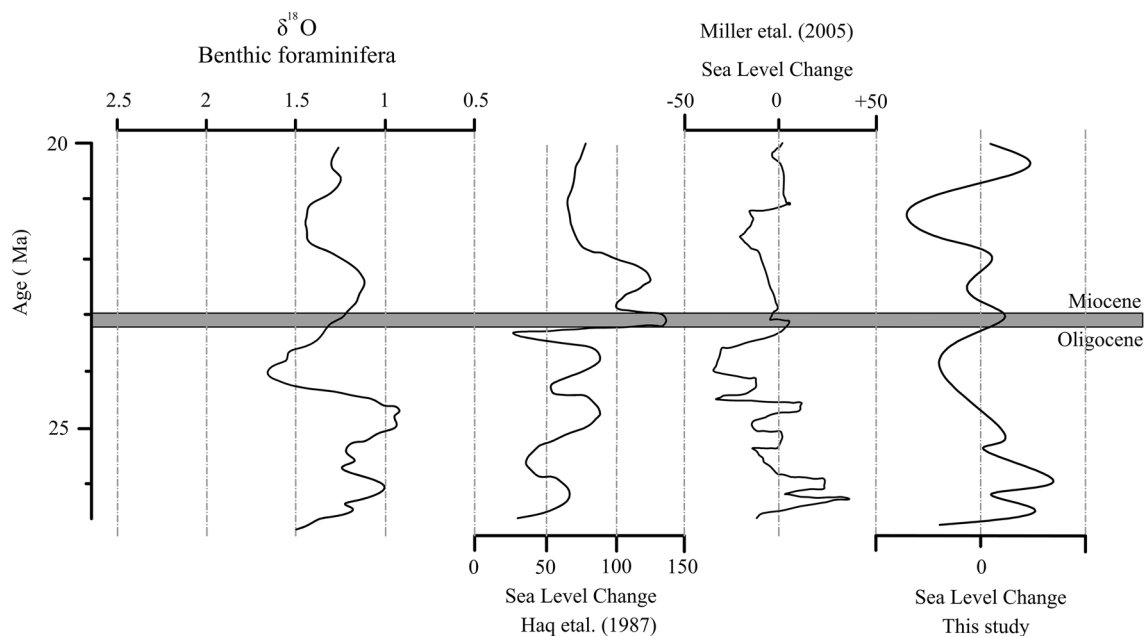 δ¹⁸O
Benthic foraminifera
2.5 2 1.5 1 0.5
Miller etal. (2005)
Sea Level Change
-50 0 +50
Age ( Ma)
20
25
Miocene
Oligocene
0 50 100 150
Sea Level Change
Haq etal. (1987)
0
Sea Level Change
This study